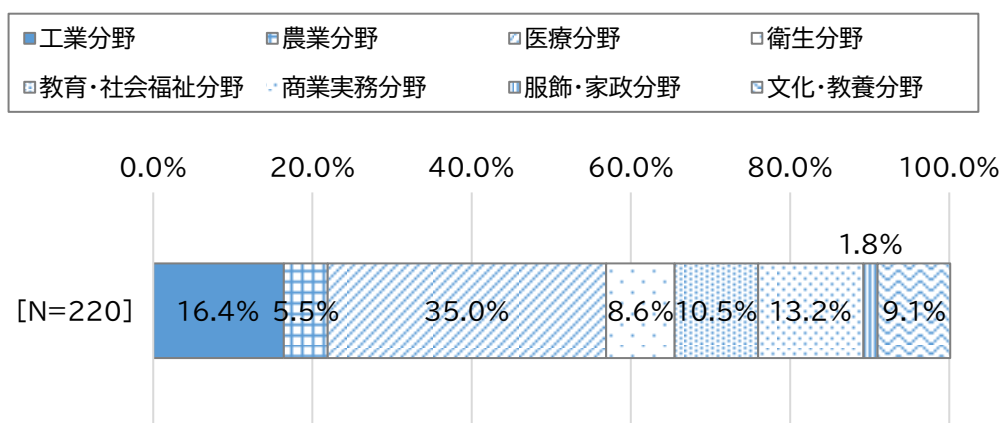 工業分野 農業分野 医療分野 衛生分野
教育・社会福祉分野 商業実務分野 服飾・家政分野 文化・教養分野
0.0% 20.0% 40.0% 60.0% 80.0% 100.0%
1.8%
[N=220] 16.4% 5.5% 35.0% 8.6% 10.5% 13.2% 9.1%